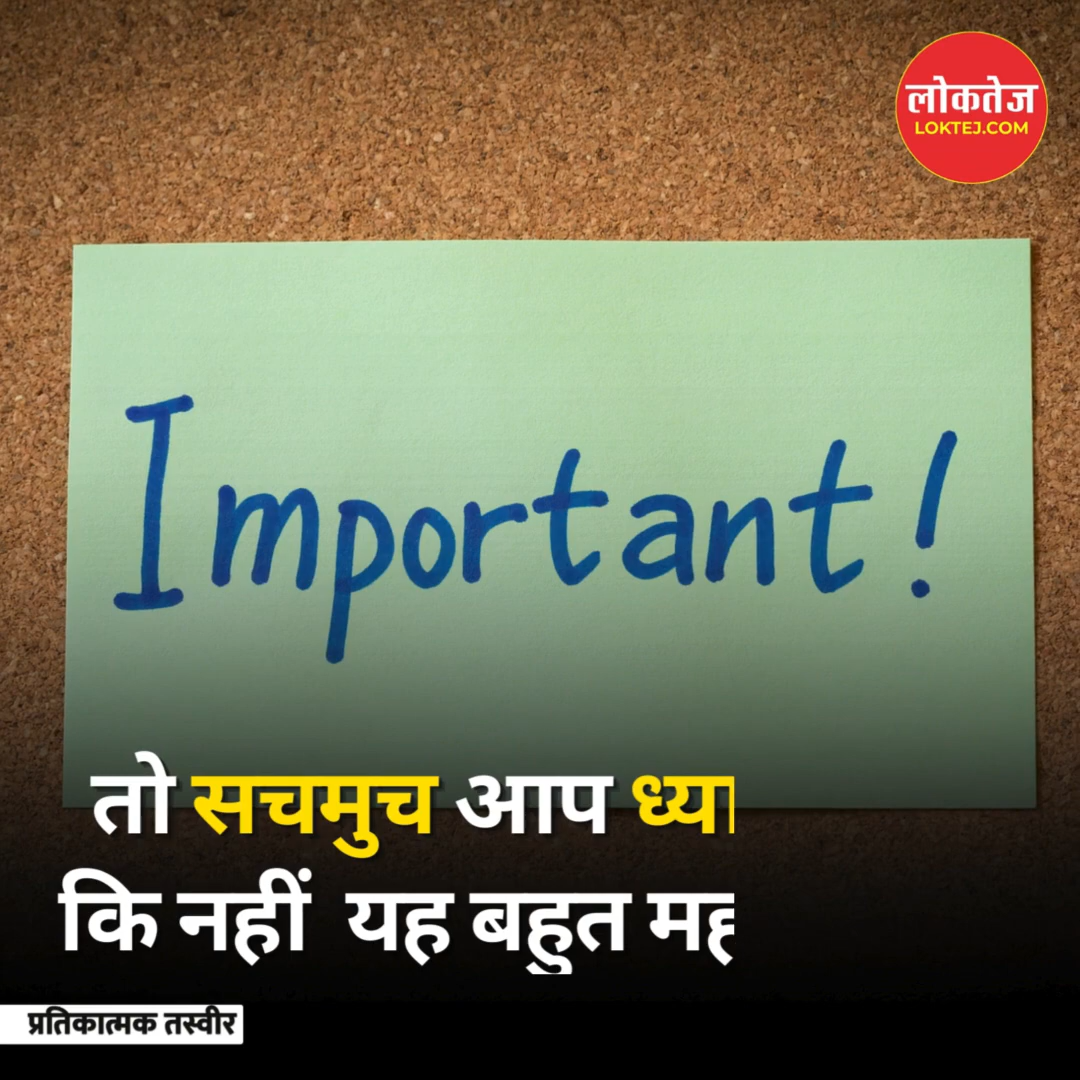 लोकतेज
LOKTEJ.COM
Important!
तो सचमुच आप
कि नहीं यह बहुत
प्रतिकात्मक तस्वीर